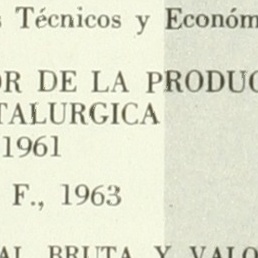 s Técnicos y Económ
OR DE LA PRODUC
TALURGICA
1961
F., 1963
AL BRUTA Y VALO